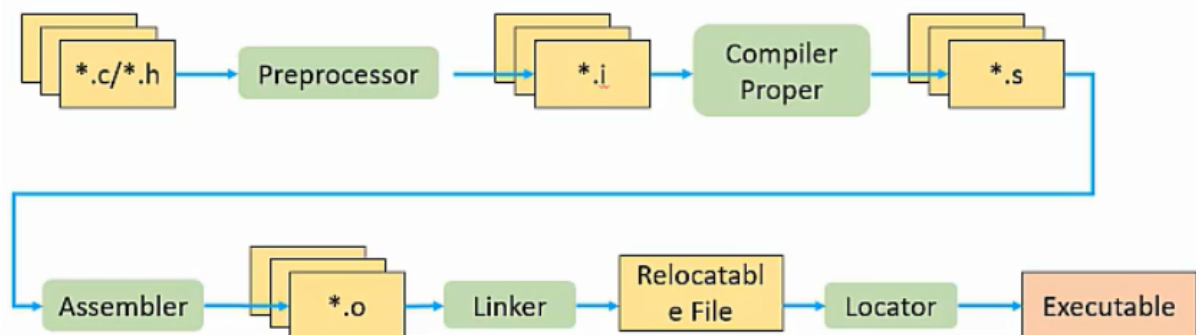 *.c/*.h
Preprocessor
*.i
Compiler
Proper
*.s
Assembler
*.o
Linker
Relocatabl
e File
Locator
Executable